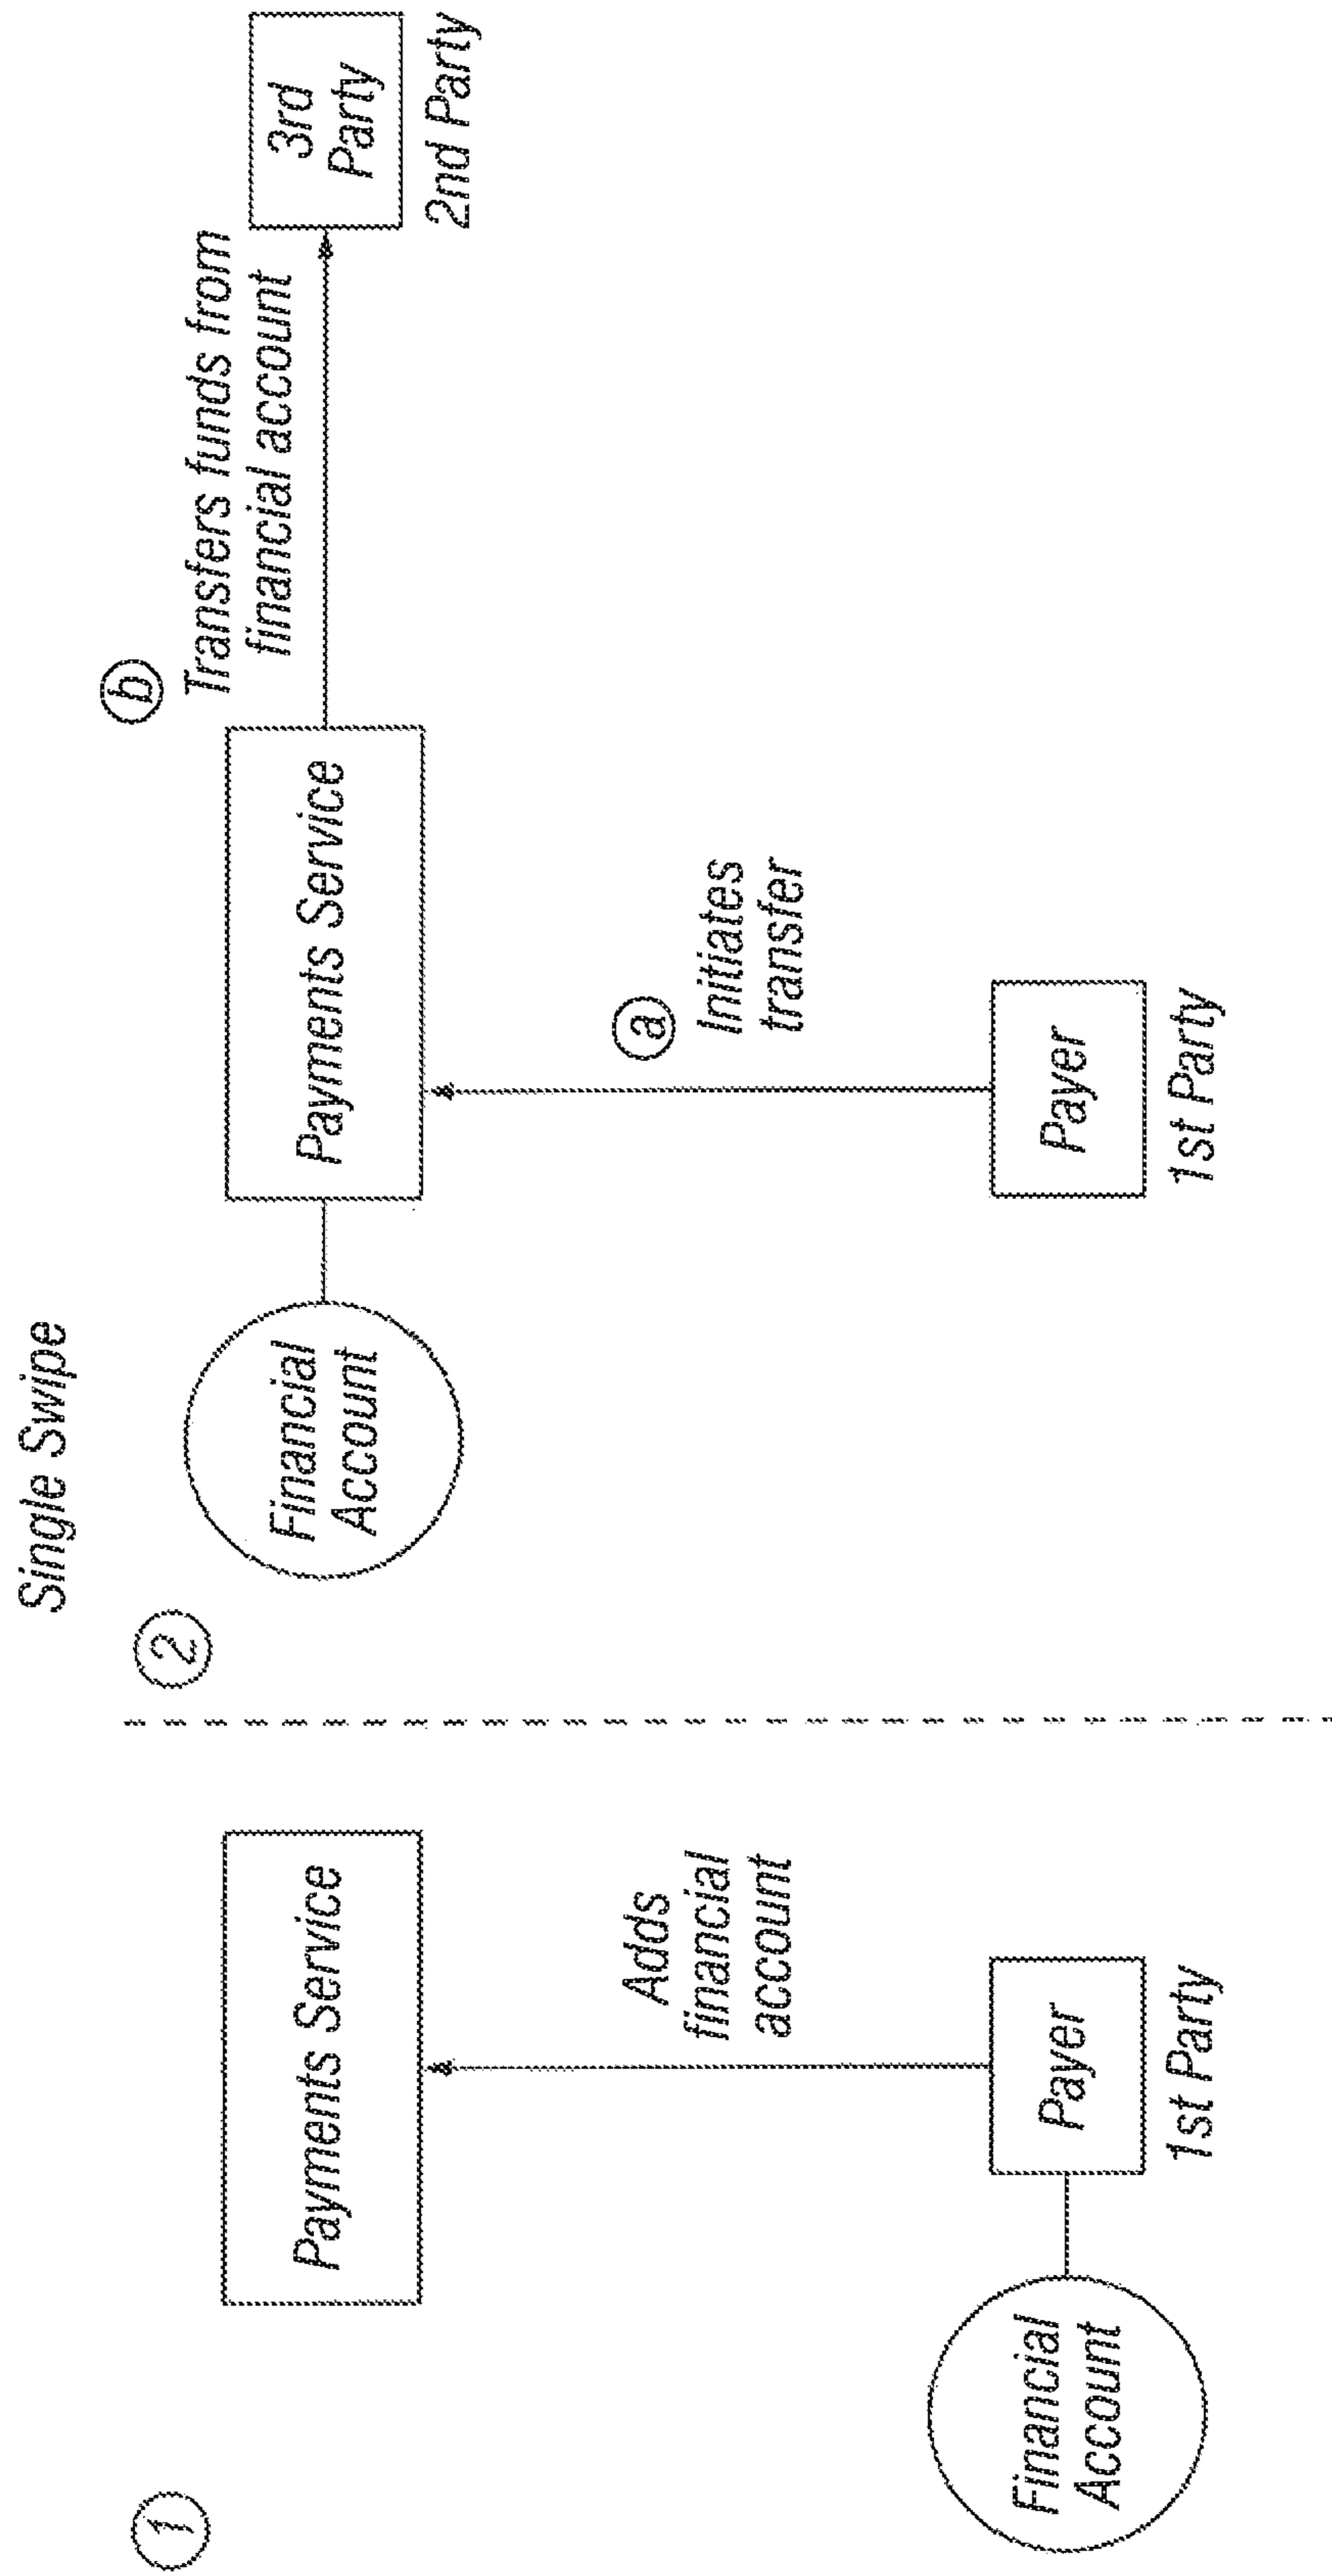 Single Swipe
1
Payments Service
Adds
financial
account
Financial
Account
Payer
1st Party
2
Financial
Account
Payments Service
b
Transfers funds from
financial account
3rd
Party
2nd Party
a
Initiates
transfer
Payer
1st Party